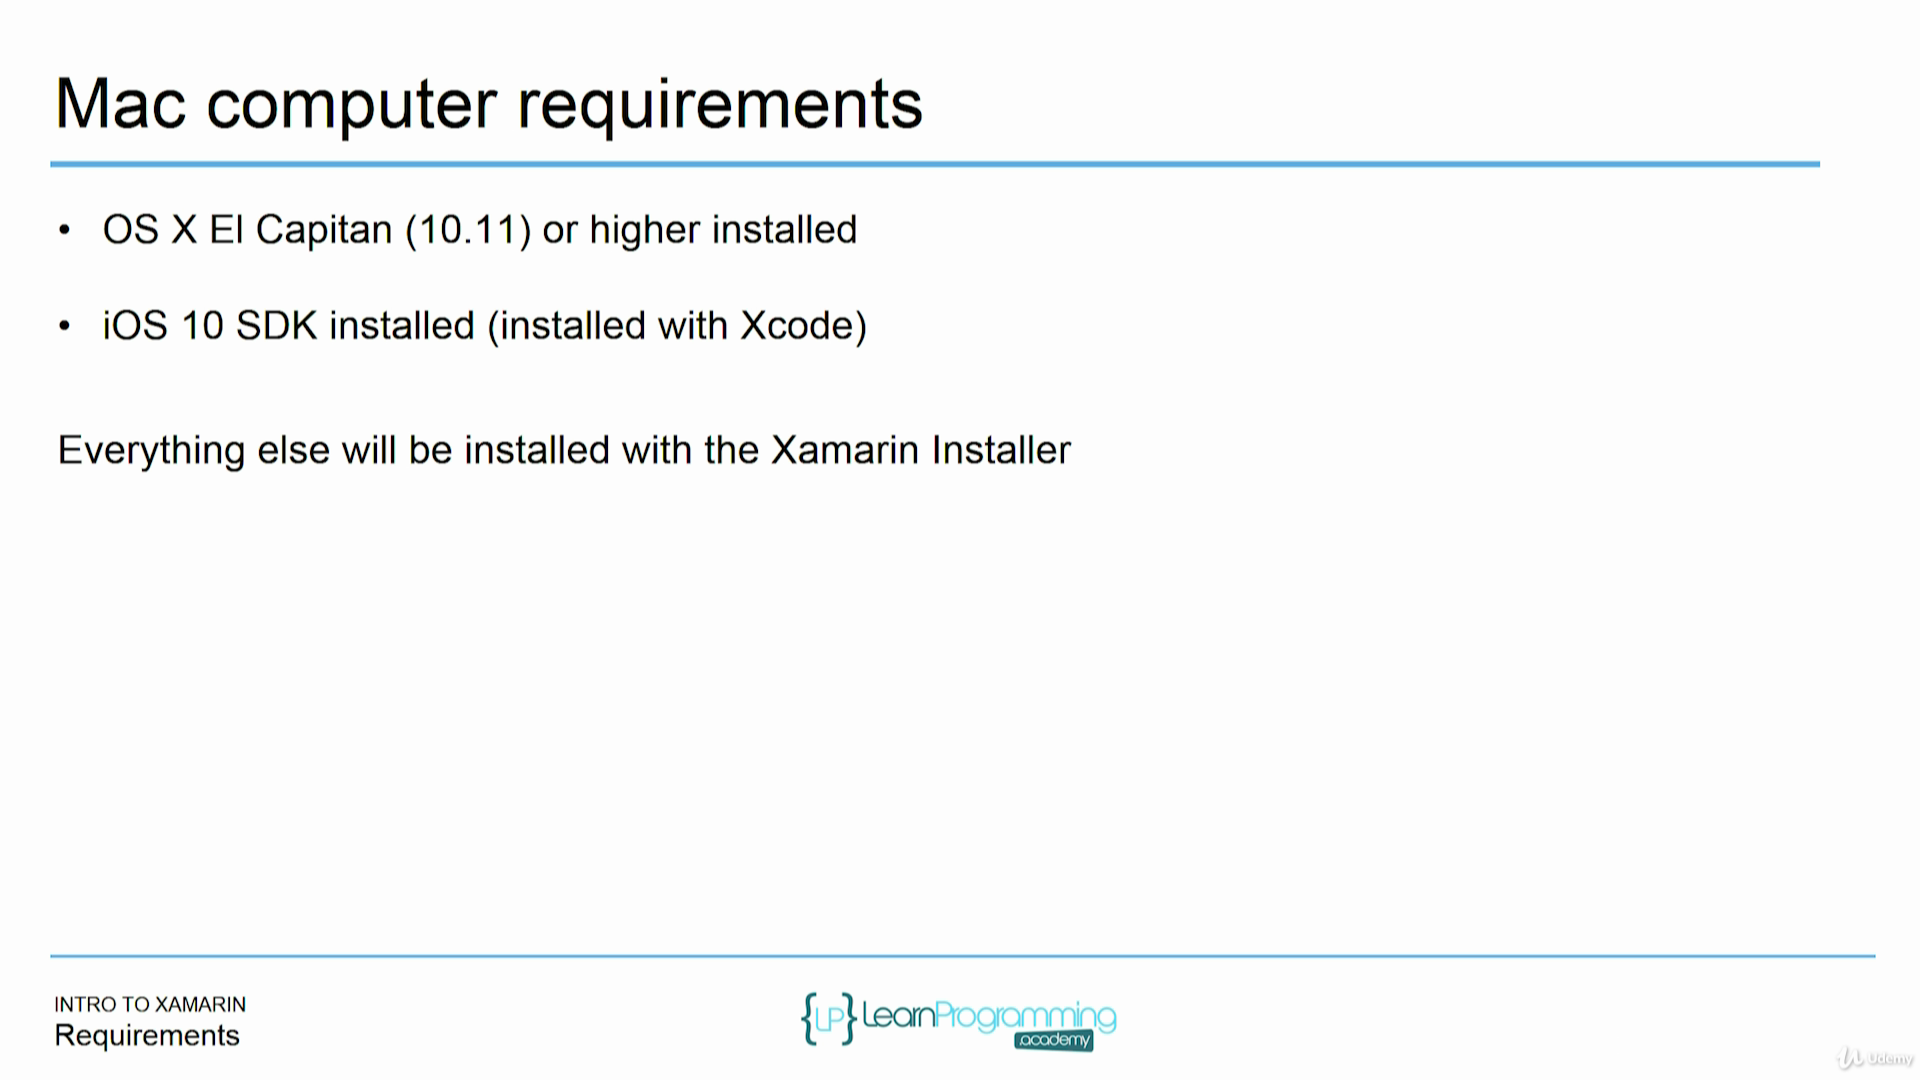 Mac computer requirements
• OS X El Capitan (10.11) or higher installed
• iOS 10 SDK installed (installed with Xcode)
Everything else will be installed with the Xamarin Installer
INTRO TO XAMARIN
Requirements
{LP} LearnProgramming
.academy
Udemy